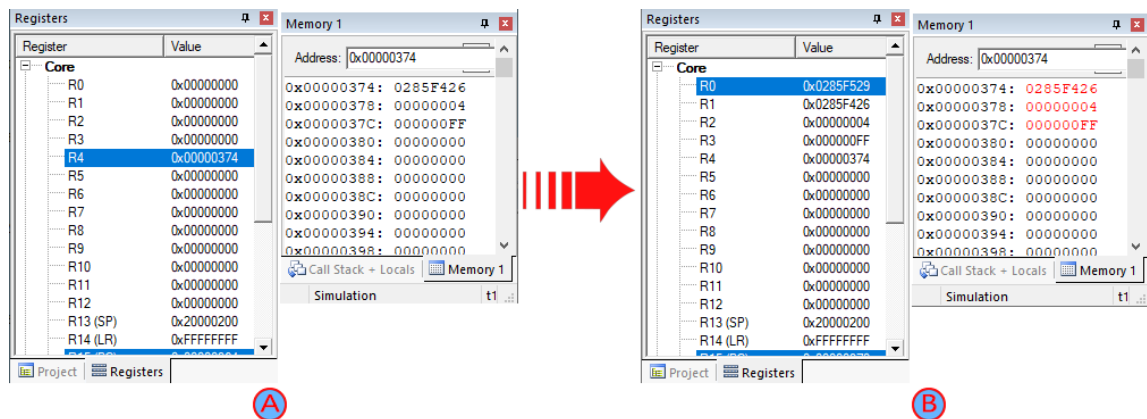 Registers
Register Value
Core
R0 0x00000000
R1 0x00000000
R2 0x00000000
R3 0x00000000
R4 0x00000374
R5 0x00000000
R6 0x00000000
R7 0x00000000
R8 0x00000000
R9 0x00000000
R10 0x00000000
R11 0x00000000
R12 0x00000000
R13 (SP) 0x20000200
R14 (LR) 0xFFFFFFFF
Project Registers
Memory 1
Address: 0x00000374
0x00000374: 0285F426
0x00000378: 00000004
0x0000037C: 000000FF
0x00000380: 00000000
0x00000384: 00000000
0x00000388: 00000000
0x0000038C: 00000000
0x00000390: 00000000
0x00000394: 00000000
0x00000398: 00000000
Call Stack + Locals Memory 1
Simulation t1
A
Registers
Register Value
Core
R0 0x0285F529
R1 0x0285F426
R2 0x00000004
R3 0x000000FF
R4 0x00000374
R5 0x00000000
R6 0x00000000
R7 0x00000000
R8 0x00000000
R9 0x00000000
R10 0x00000000
R11 0x00000000
R12 0x00000000
R13 (SP) 0x20000200
R14 (LR) 0xFFFFFFFF
Project Registers
Memory 1
Address: 0x00000374
0x00000374: 0285F426
0x00000378: 00000004
0x0000037C: 000000FF
0x00000380: 00000000
0x00000384: 00000000
0x00000388: 00000000
0x0000038C: 00000000
0x00000390: 00000000
0x00000394: 00000000
0x00000398: 00000000
Call Stack + Locals Memory 1
Simulation t1
B